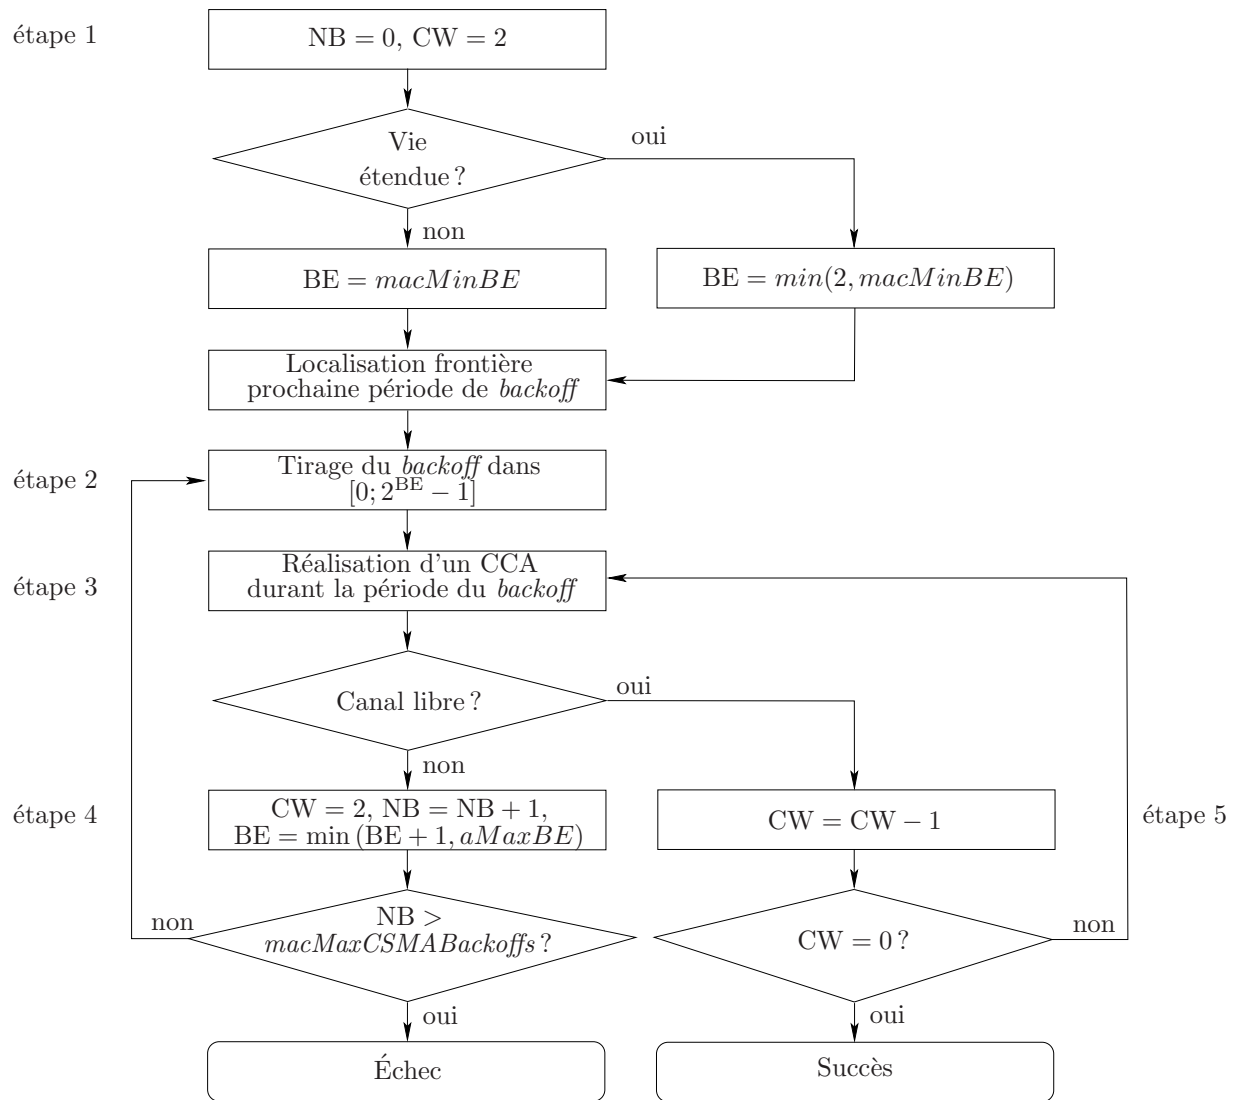 étape 1
NB = 0, CW = 2
Vie
étendue ?
oui
non
BE = macMinBE
BE = min(2, macMinBE)
Localisation frontière
prochaine période de backoff
étape 2
Tirage du backoff dans
[0; 2^BE − 1]
étape 3
Réalisation d'un CCA
durant la période du backoff
Canal libre ?
oui
non
étape 4
CW = 2, NB = NB + 1,
BE = min (BE + 1, aMaxBE)
CW = CW − 1
étape 5
non
NB >
macMaxCSMABackoffs ?
CW = 0 ?
non
oui
oui
Échec
Succès